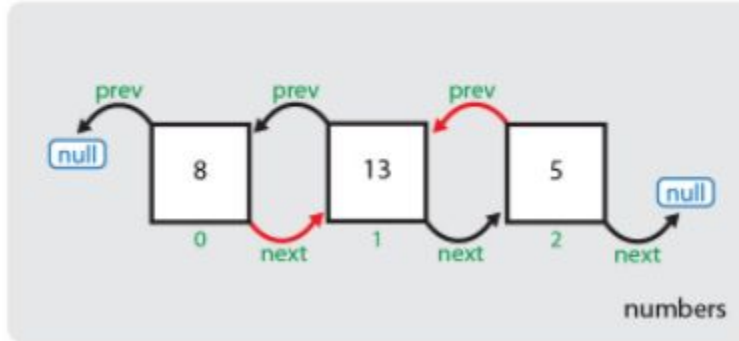 prev prev prev
null 8 13 5 null
0 next 1 next 2 next
numbers